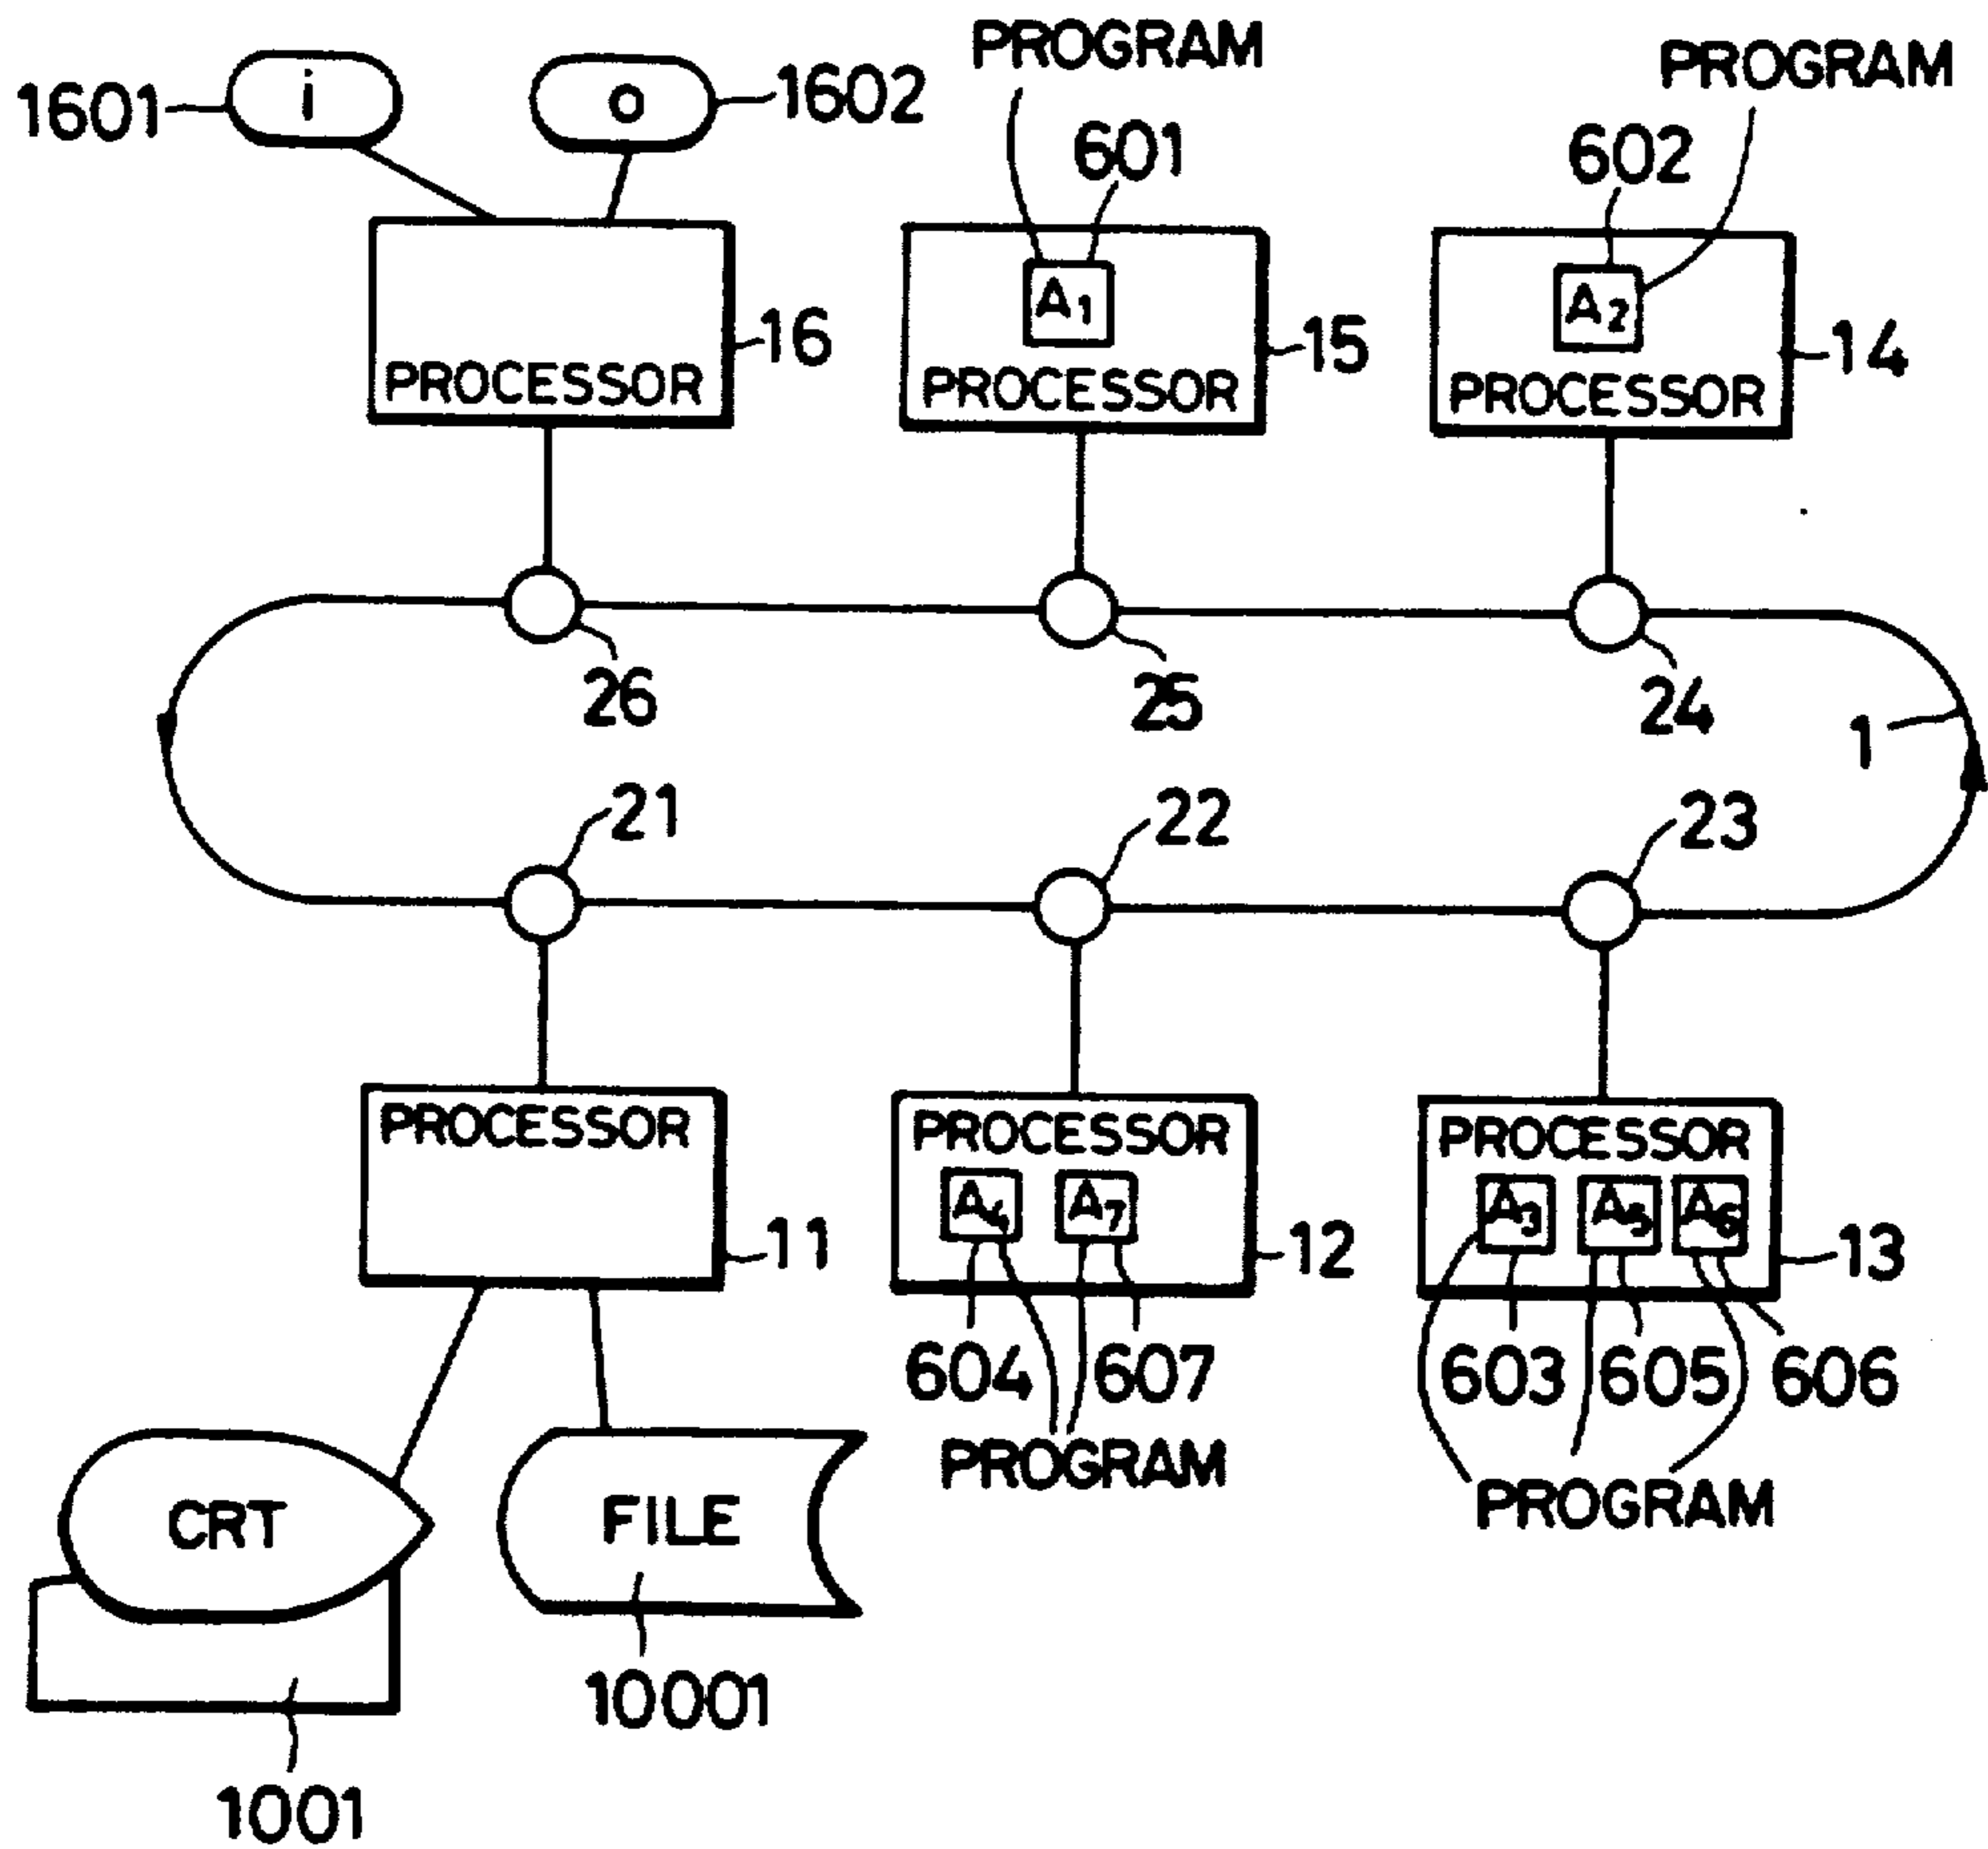 PROGRAM
PROGRAM
1601
i
o
1602
601
602
A1
A2
PROCESSOR
16
PROCESSOR
15
PROCESSOR
14
26
25
24
1
21
22
23
PROCESSOR
11
PROCESSOR
A4
A7
12
PROCESSOR
A3
A5
A6
13
604
607
603
605
606
PROGRAM
PROGRAM
CRT
FILE
10001
1001